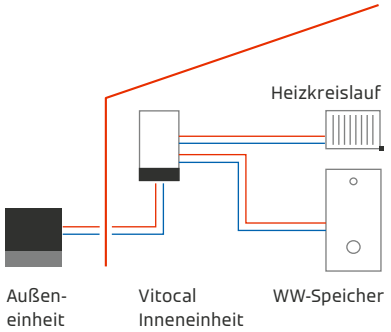 Heizkreislauf
Außen-
einheit
Vitocal
Inneneinheit
WW-Speicher